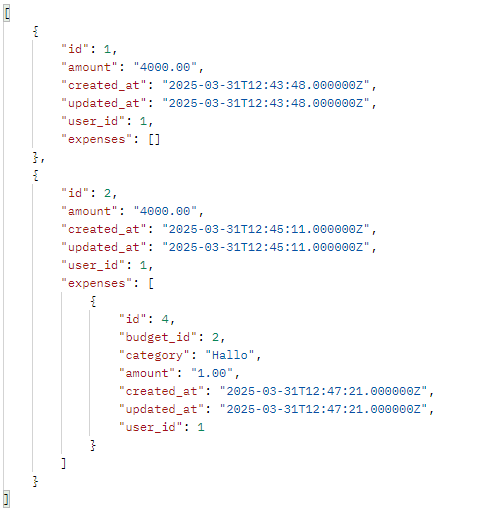 [
    {
        "id": 1,
        "amount": "4000.00",
        "created_at": "2025-03-31T12:43:48.000000Z",
        "updated_at": "2025-03-31T12:43:48.000000Z",
        "user_id": 1,
        "expenses": []
    },
    {
        "id": 2,
        "amount": "4000.00",
        "created_at": "2025-03-31T12:45:11.000000Z",
        "updated_at": "2025-03-31T12:45:11.000000Z",
        "user_id": 1,
        "expenses": [
            {
                "id": 4,
                "budget_id": 2,
                "category": "Hallo",
                "amount": "1.00",
                "created_at": "2025-03-31T12:47:21.000000Z",
                "updated_at": "2025-03-31T12:47:21.000000Z",
                "user_id": 1
            }
        ]
    }
]